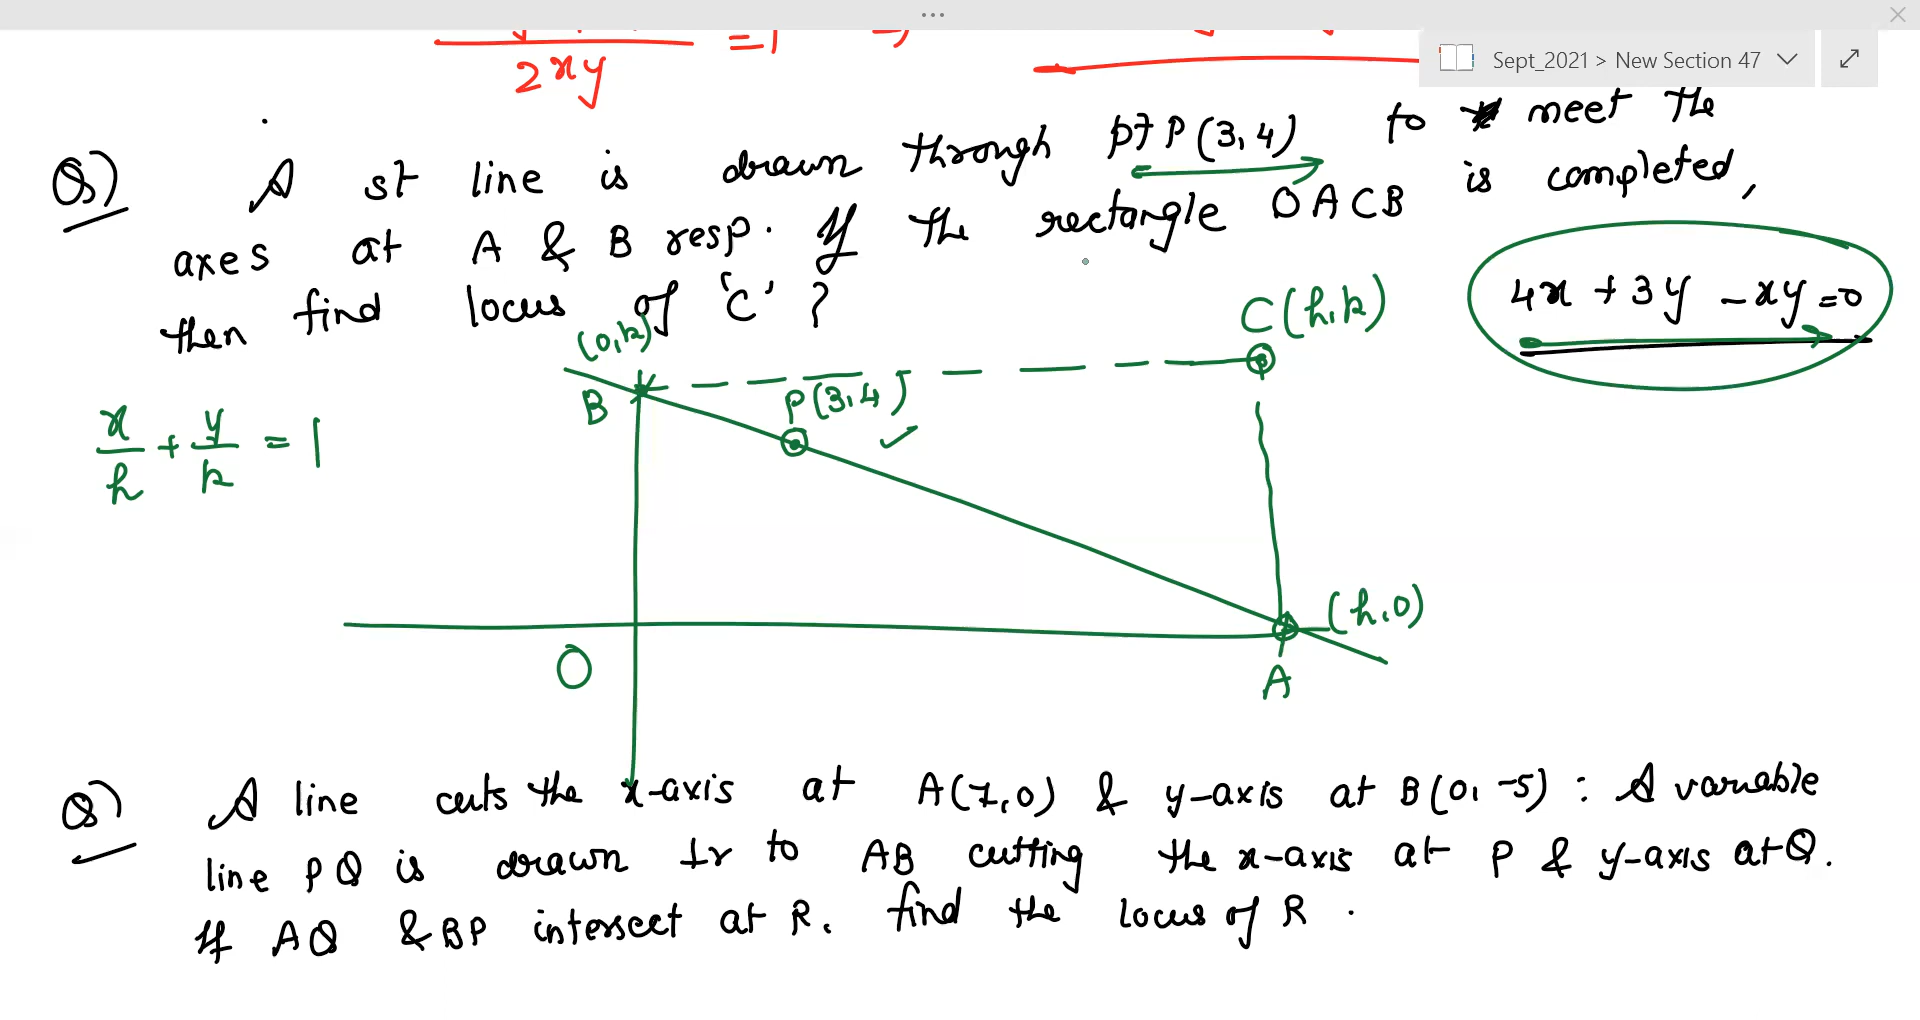 ...
2xy
=1
Sept_2021 > New Section 47
Q) A st line is drawn through pt P(3,4) to meet the
axes at A & B resp. If the rectangle OACB is completed,
then find locus of 'C' ?
4x + 3y - xy = 0
(0,k)
C(h,k)
B
P(3,4)
x/h + y/k = 1
(h,0)
O
A
Q) A line cuts the x-axis at A(7,0) & y-axis at B(0,-5) : A variable
line PQ is drawn ⊥r to AB cutting the x-axis at P & y-axis at Q.
If AQ & BP intersect at R. find the locus of R.